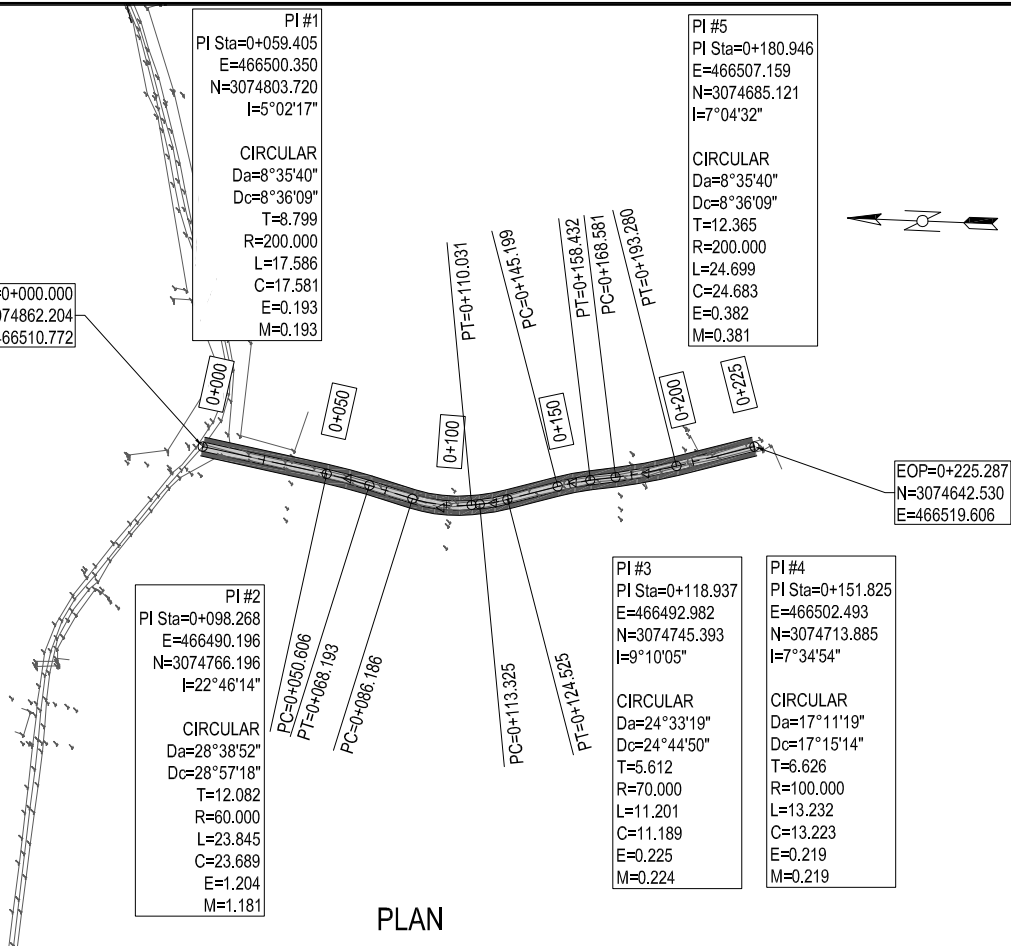 PI #1
PI Sta=0+059.405
E=466500.350
N=3074803.720
I=5°02'17"
CIRCULAR
Da=8°35'40"
Dc=8°36'09"
T=8.799
R=200.000
L=17.586
C=17.581
E=0.193
M=0.193
PI #5
PI Sta=0+180.946
E=466507.159
N=3074685.121
I=7°04'32"
CIRCULAR
Da=8°35'40"
Dc=8°36'09"
T=12.365
R=200.000
L=24.699
C=24.683
E=0.382
M=0.381
=0+000.000
074862.204
66510.772
PT=0+110.031
PC=0+145.199
PT=0+158.432
PC=0+168.581
PT=0+193.280
0+000
0+050
0+100
0+150
0+200
0+225
EOP=0+225.287
N=3074642.530
E=466519.606
PC=0+050.606
PT=0+068.193
PC=0+086.186
PC=0+113.325
PT=0+124.525
PI #2
PI Sta=0+098.268
E=466490.196
N=3074766.196
I=22°46'14"
CIRCULAR
Da=28°38'52"
Dc=28°57'18"
T=12.082
R=60.000
L=23.845
C=23.689
E=1.204
M=1.181
PI #3
PI Sta=0+118.937
E=466492.982
N=3074745.393
I=9°10'05"
CIRCULAR
Da=24°33'19"
Dc=24°44'50"
T=5.612
R=70.000
L=11.201
C=11.189
E=0.225
M=0.224
PI #4
PI Sta=0+151.825
E=466502.493
N=3074713.885
I=7°34'54"
CIRCULAR
Da=17°11'19"
Dc=17°15'14"
T=6.626
R=100.000
L=13.232
C=13.223
E=0.219
M=0.219
PLAN